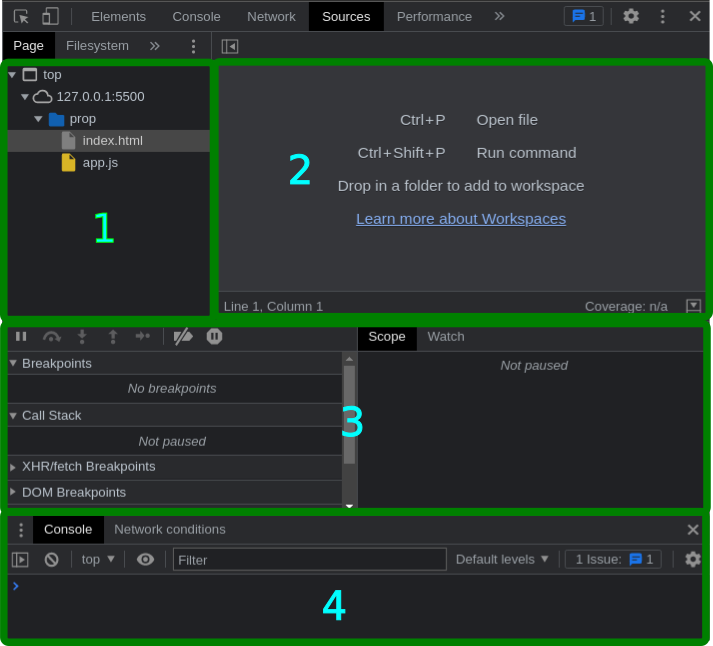 Elements Console Network Sources Performance 1
Page Filesystem
top
127.0.0.1:5500
prop
index.html
app.js
1
Ctrl+P Open file
Ctrl+Shift+P Run command
Drop in a folder to add to workspace
Learn more about Workspaces
2
Line 1, Column 1 Coverage: n/a
Breakpoints
No breakpoints
Call Stack
Not paused
XHR/fetch Breakpoints
DOM Breakpoints
Scope Watch
Not paused
3
Console Network conditions
top Filter Default levels 1 Issue: 1
4